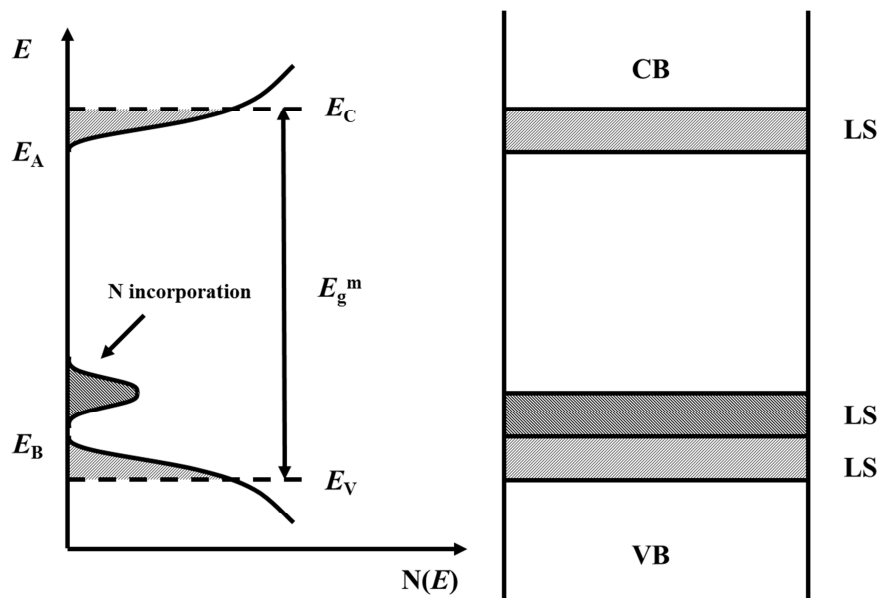 E
CB
E_C
LS
E_A
N incorporation
E_g^m
LS
E_B
LS
E_V
VB
N(E)